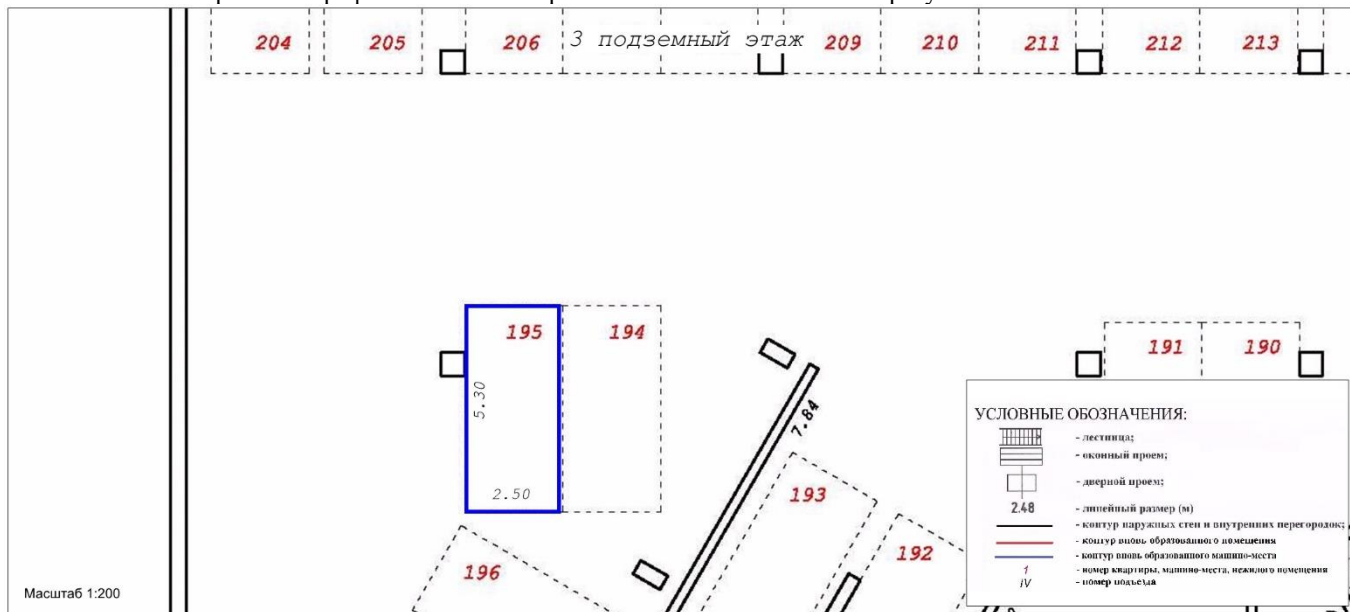 3 подземный этаж
204 205 206 209 210 211 212 213
195 194
191 190
5.30
7.84
2.50
193
192
196
Масштаб 1:200
УСЛОВНЫЕ ОБОЗНАЧЕНИЯ:
- лестница;
- оконный проем;
- дверной проем;
2.48 - линейный размер (м)
- контур наружных стен и внутренних перегородок;
- контур вновь образованного помещения
- контур вновь образованного машино-места
1 - номер квартиры, машино-места, нежилого помещения
IV - номер подъезда